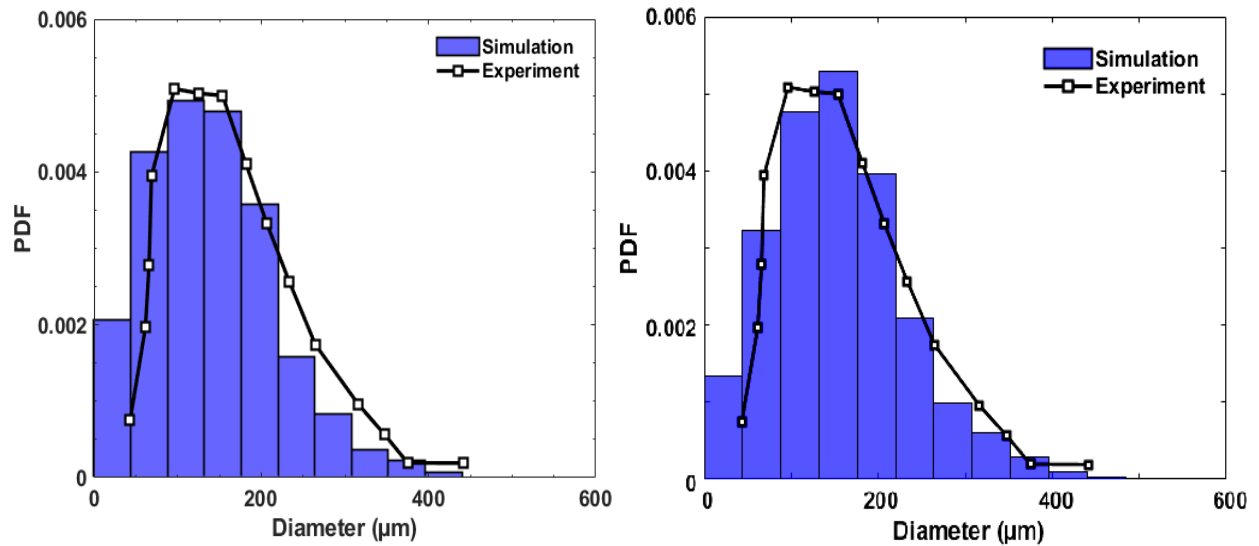 0.006
Simulation
Experiment
0.004
PDF
0.002
0
0 200 400 600
Diameter (μm)
0.006
Simulation
Experiment
0.004
PDF
0.002
0
0 200 400 600
Diameter (μm)